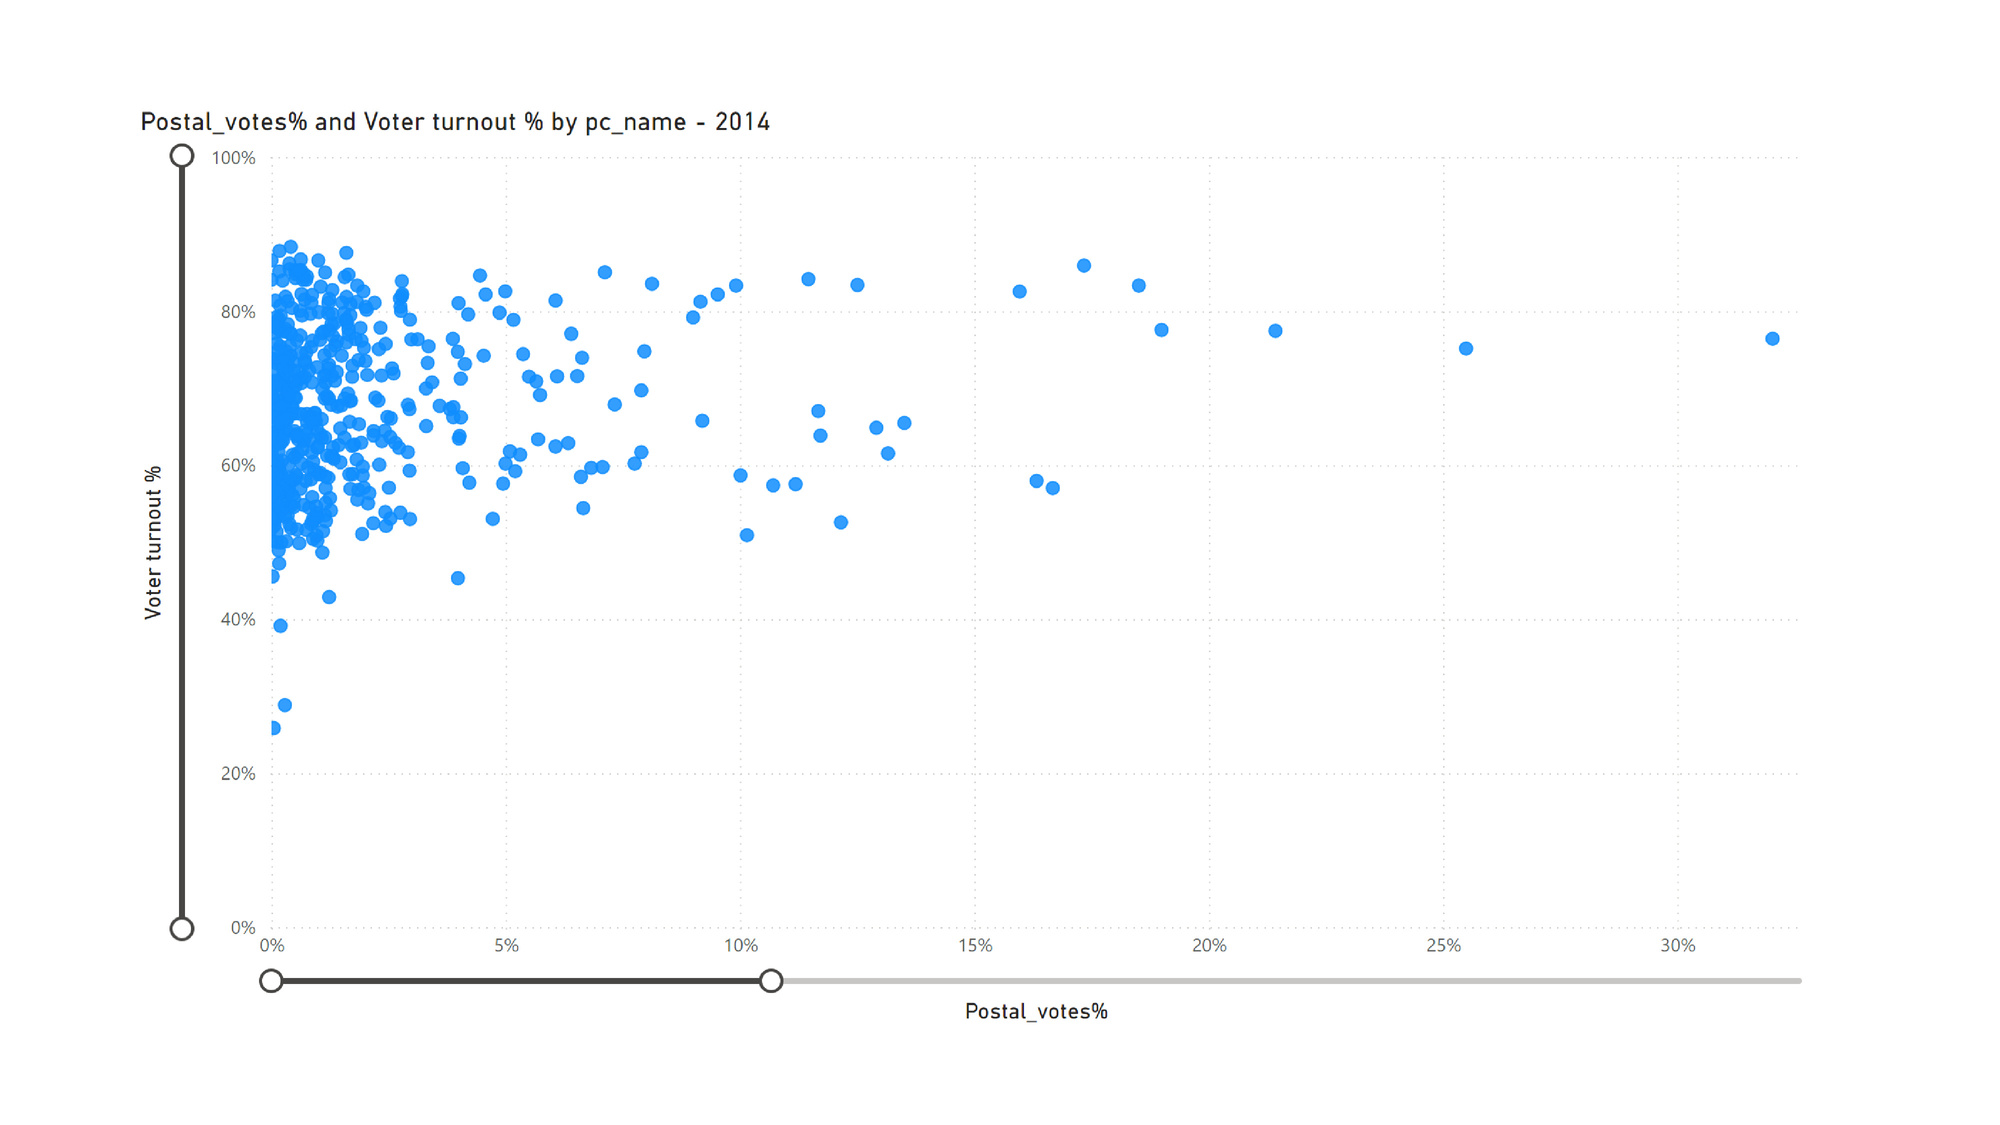 Postal_votes% and Voter turnout % by pc_name - 2014
100%
80%
60%
40%
20%
0%
Voter turnout %
0% 5% 10% 15% 20% 25% 30%
Postal_votes%